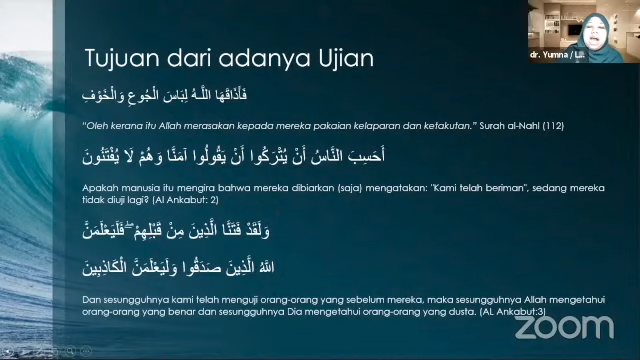 dr. Yumna / L...
Tujuan dari adanya Ujian
فَأَذَاقَهَا اللَّـهُ لِبَاسَ الْجُوعِ وَالْخَوْفِ
"Oleh kerana itu Allah merasakan kepada mereka pakaian kelaparan dan ketakutan." Surah al-Nahl (112)
أَحَسِبَ النَّاسُ أَنْ يُتْرَكُوا أَنْ يَقُولُوا آمَنَّا وَهُمْ لَا يُفْتَنُونَ
Apakah manusia itu mengira bahwa mereka dibiarkan (saja) mengatakan: "Kami telah beriman", sedang mereka
tidak diuji lagi? (Al Ankabut: 2)
وَلَقَدْ فَتَنَّا الَّذِينَ مِنْ قَبْلِهِمْ ۖ فَلَيَعْلَمَنَّ
اللَّهُ الَّذِينَ صَدَقُوا وَلَيَعْلَمَنَّ الْكَاذِبِينَ
Dan sesungguhnya kami telah menguji orang-orang yang sebelum mereka, maka sesungguhnya Allah mengetahui
orang-orang yang benar dan sesungguhnya Dia mengetahui orang-orang yang dusta. (AL Ankabut:3)
zoom